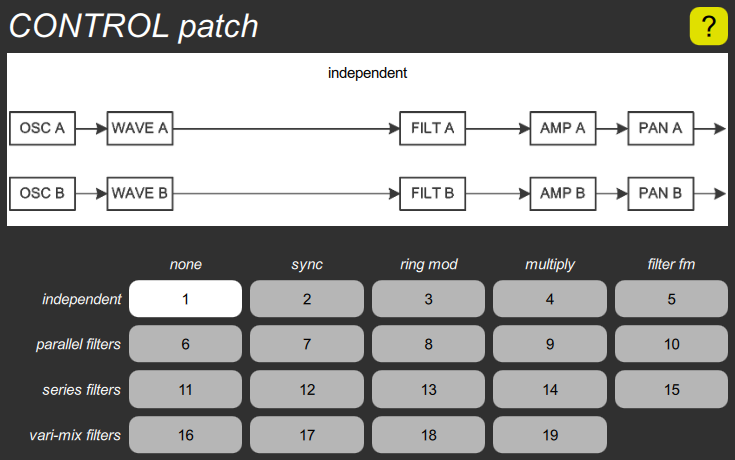 CONTROL patch ?
independent
OSC A WAVE A FILT A AMP A PAN A
OSC B WAVE B FILT B AMP B PAN B
none sync ring mod multiply filter fm
independent 1 2 3 4 5
parallel filters 6 7 8 9 10
series filters 11 12 13 14 15
vari-mix filters 16 17 18 19